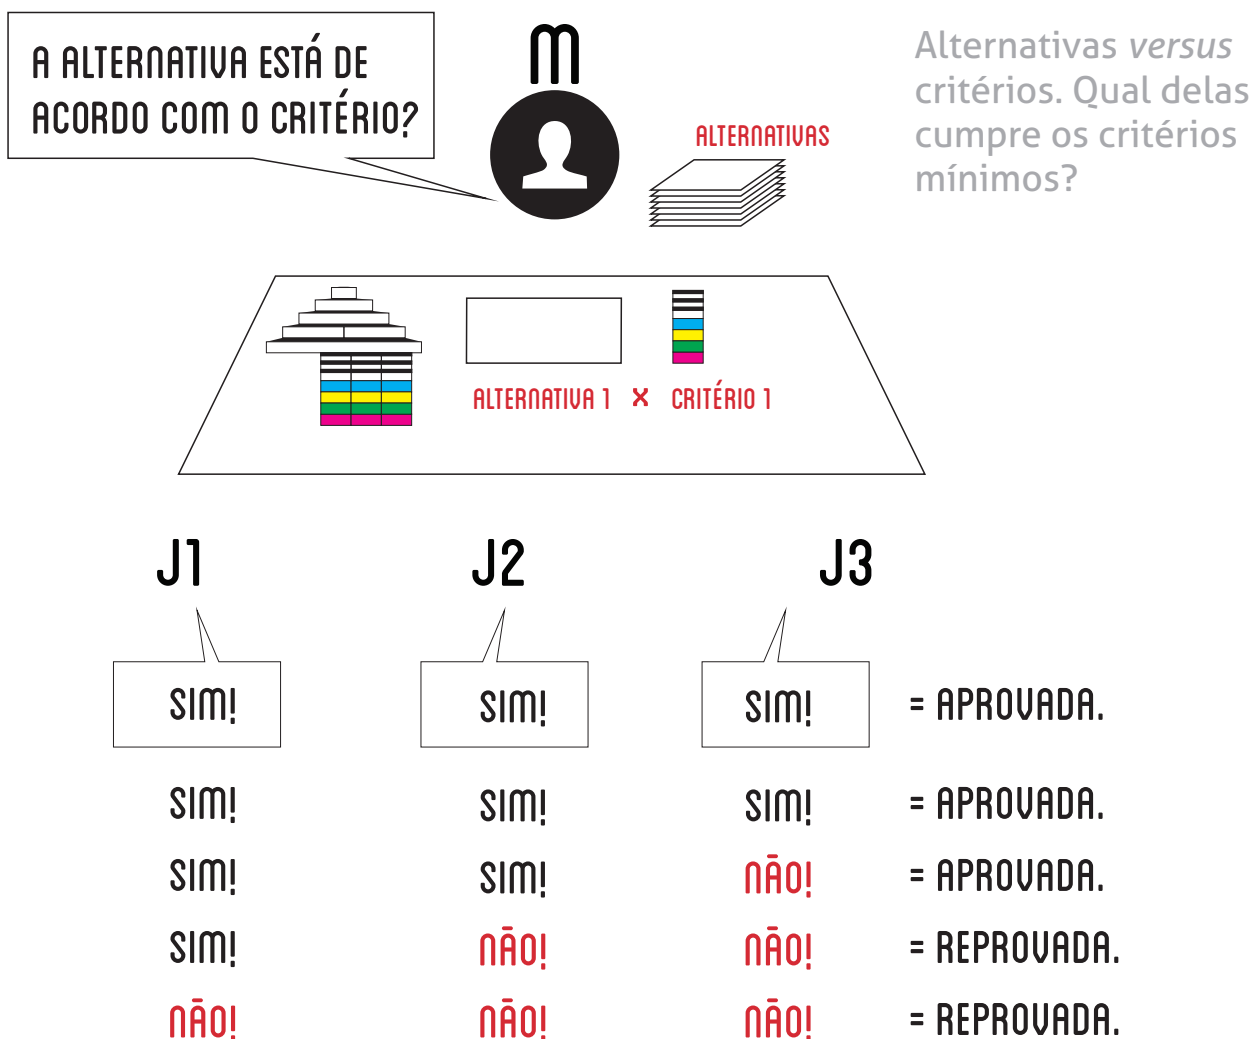 A ALTERNATIVA ESTÁ DE
ACORDO COM O CRITÉRIO?
m
ALTERNATIVAS
Alternativas versus
critérios. Qual delas
cumpre os critérios
mínimos?
ALTERNATIVA 1 x CRITÉRIO 1
J1 J2 J3
SIM! SIM! SIM! = APROVADA.
SIM! SIM! SIM! = APROVADA.
SIM! SIM! NÃO! = APROVADA.
SIM! NÃO! NÃO! = REPROVADA.
NÃO! NÃO! NÃO! = REPROVADA.